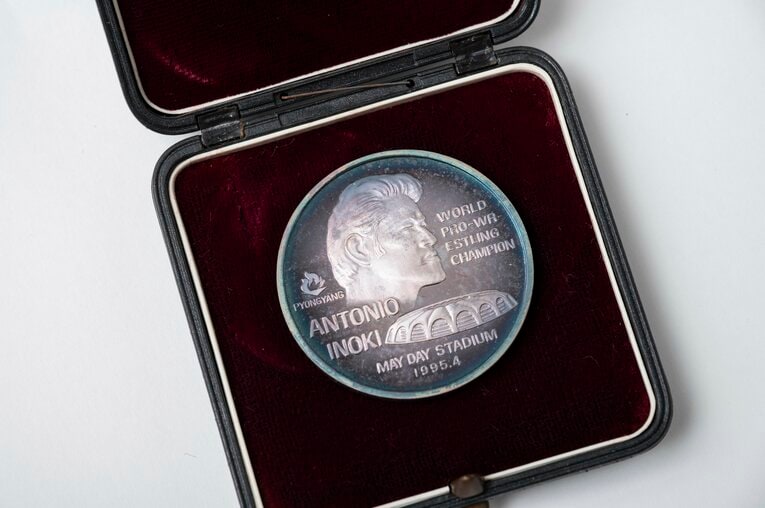 WORLD
PRO-WR-
ESTLING
CHAMPION
PYONGYANG
ANTONIO
INOKI
MAY DAY STADIUM
1995.4